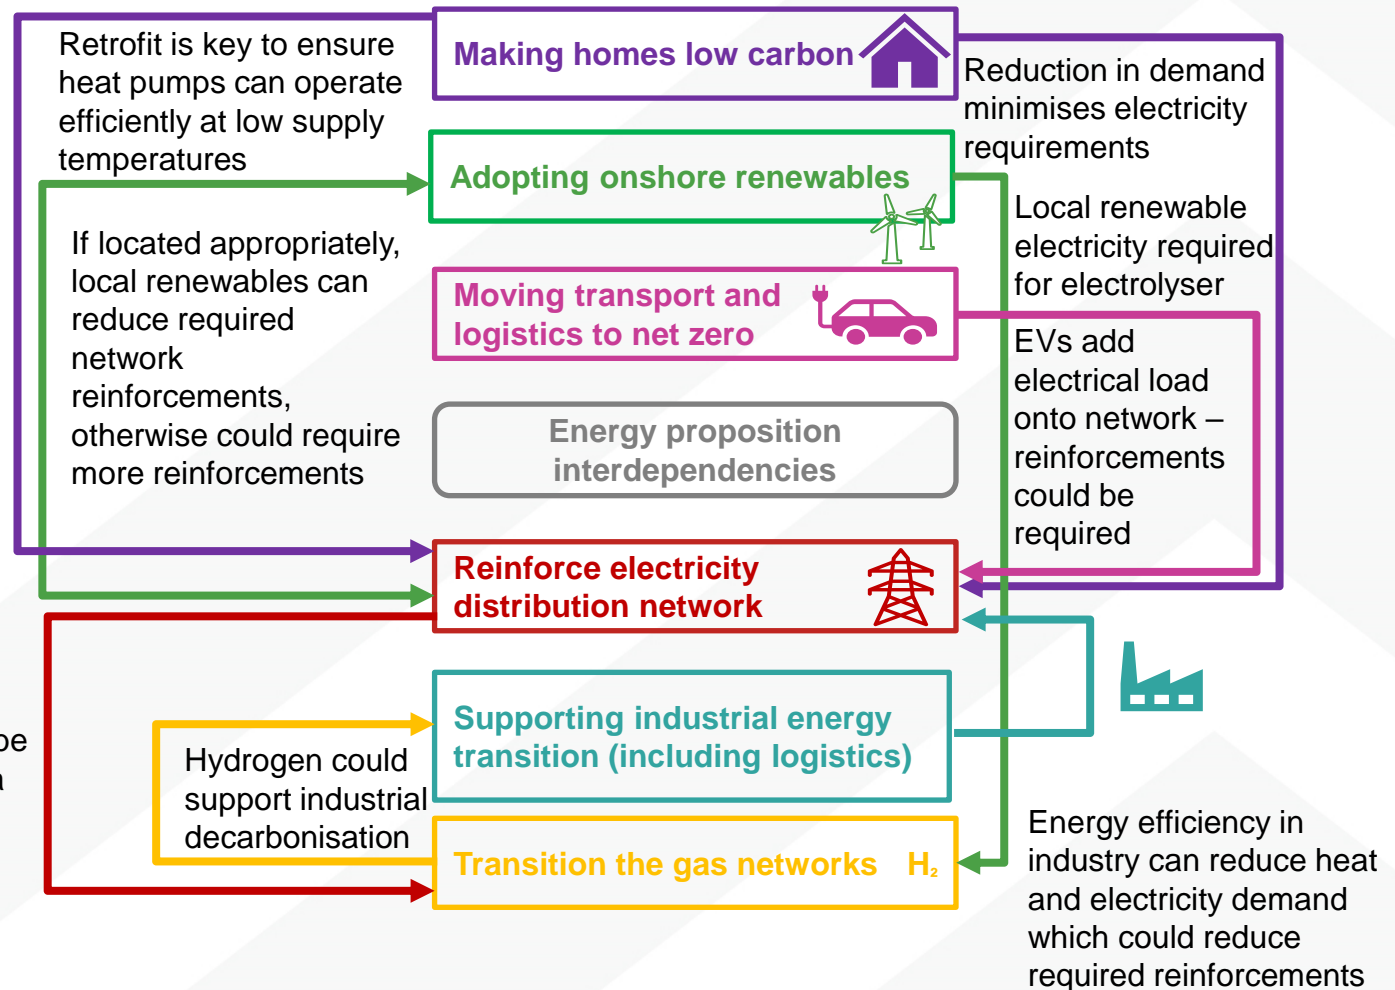 Retrofit is key to ensure
heat pumps can operate
efficiently at low supply
temperatures
Making homes low carbon
Reduction in demand
minimises electricity
requirements
Adopting onshore renewables
Local renewable
electricity required
for electrolyser
If located appropriately,
local renewables can
reduce required
network
reinforcements,
otherwise could require
more reinforcements
Moving transport and
logistics to net zero
EVs add
electrical load
onto network –
reinforcements
could be
required
Energy proposition
interdependencies
Reinforce electricity
distribution network
Supporting industrial energy
transition (including logistics)
Hydrogen could
support industrial
decarbonisation
Transition the gas networks H₂
Energy efficiency in
industry can reduce heat
and electricity demand
which could reduce
required reinforcements